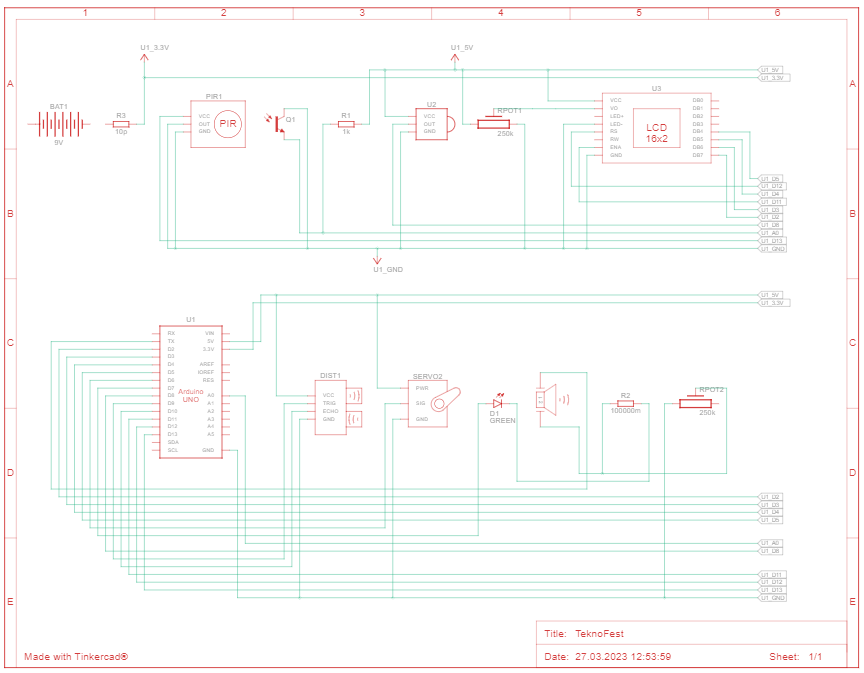 1 2 3 4 5 6
A A
B B
C C
D D
E E
U1_3.3V
U1_5V
U1_5V
U1_3.3V
BAT1
9V
R3
10p
PIR1
VCC
OUT
GND
PIR
Q1
R1
1k
U2
VCC
OUT
GND
RPOT1
250k
U3
VCC
VO
LED+
LED-
RS
RW
ENA
GND
LCD
16x2
DB0
DB1
DB2
DB3
DB4
DB5
DB6
DB7
U1_D5
U1_D12
U1_D4
U1_D11
U1_D3
U1_D2
U1_D8
U1_A0
U1_D13
U1_GND
U1_GND
U1_5V
U1_3.3V
U1
RX
TX
D2
D3
D4
D5
D6
D7
D8
D9
D10
D11
D12
D13
SDA
SCL
Arduino
UNO
VIN
5V
3.3V
AREF
IOREF
RES
A0
A1
A2
A3
A4
A5
GND
DIST1
VCC
TRIG
ECHO
GND
SERVO2
PWR
SIG
GND
D1
GREEN
R2
100000m
RPOT2
250k
U1_D2
U1_D3
U1_D4
U1_D5
U1_A0
U1_D8
U1_D11
U1_D12
U1_D13
U1_GND
Title: TeknoFest
Made with Tinkercad®
Date: 27.03.2023 12:53:59
Sheet: 1/1